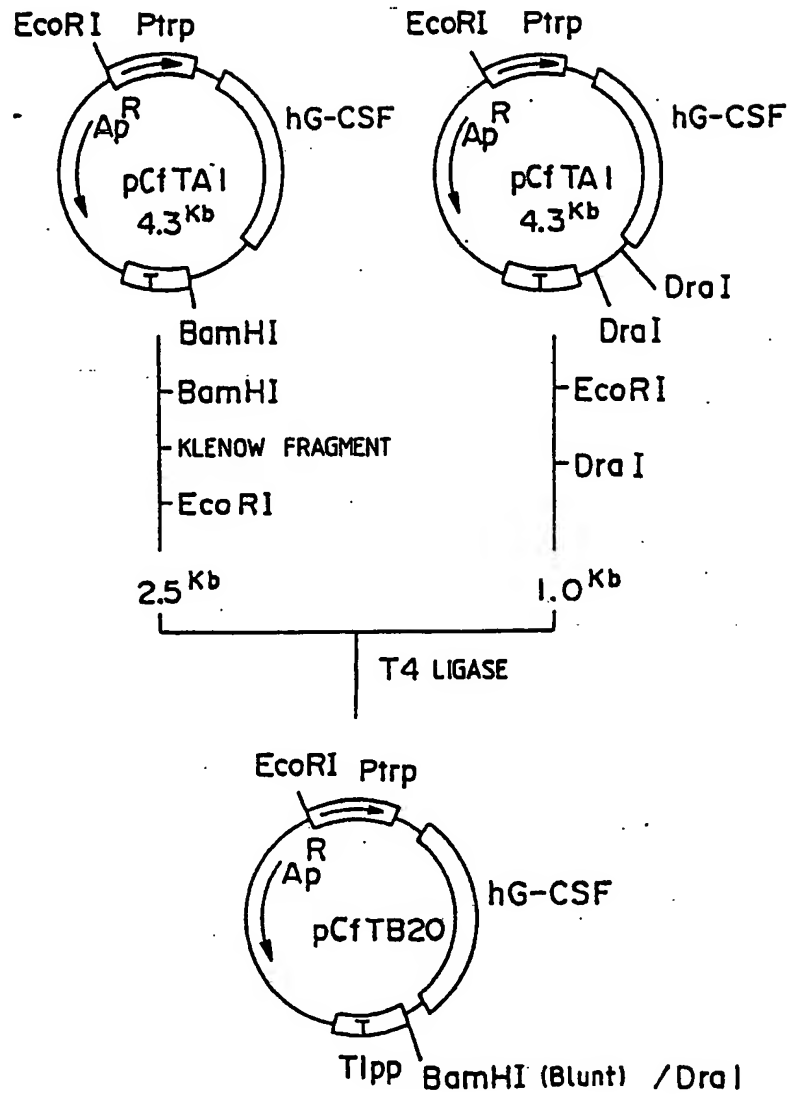 EcoRI Ptrp
Ap^R
hG-CSF
pCfTA1
4.3 Kb
T
BamHI
BamHI
KLENOW FRAGMENT
EcoRI
2.5 Kb
EcoRI Ptrp
Ap^R
hG-CSF
pCfTA1
4.3 Kb
T
DraI
DraI
EcoRI
DraI
1.0 Kb
T4 LIGASE
EcoRI Ptrp
Ap^R
hG-CSF
pCfTB20
T
Tlpp BamHI (Blunt) /DraI